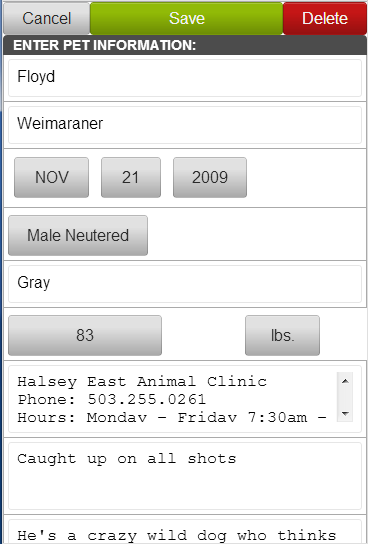 Cancel Save Delete
ENTER PET INFORMATION:
Floyd
Weimaraner
NOV 21 2009
Male Neutered
Gray
83 lbs.
Halsey East Animal Clinic
Phone: 503.255.0261
Hours: Monday - Friday 7:30am -
Caught up on all shots
He's a crazy wild dog who thinks